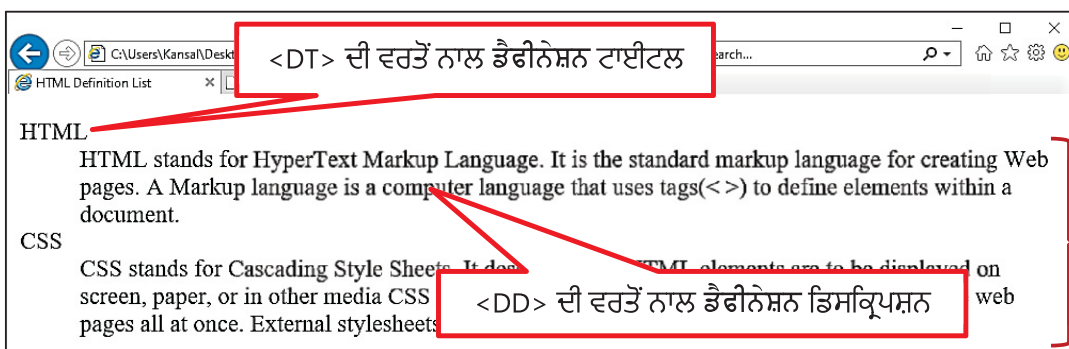 C:\Users\Kansal\Desk
<DT> ਦੀ ਵਰਤੋਂ ਨਾਲ ਡੈਫੀਨੇਸ਼ਨ ਟਾਈਟਲ
earch...
HTML Definition List
HTML
HTML stands for HyperText Markup Language. It is the standard markup language for creating Web
pages. A Markup language is a computer language that uses tags(< >) to define elements within a
document.
CSS
CSS stands for Cascading Style Sheets. It des HTML elements are to be displayed on
screen, paper, or in other media CSS web
<DD> ਦੀ ਵਰਤੋਂ ਨਾਲ ਡੈਫੀਨੇਸ਼ਨ ਡਿਸਕ੍ਰਿਪਸ਼ਨ
pages all at once. External stylesheets